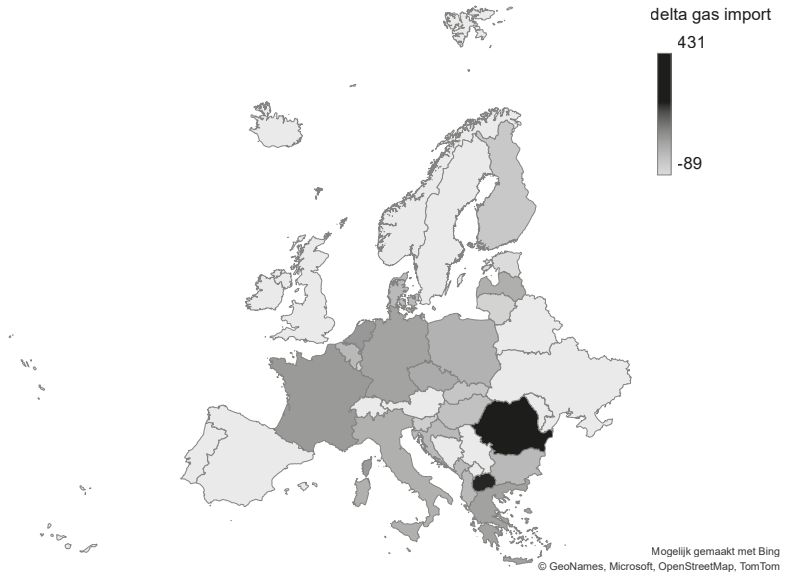 delta gas import
431
-89
Mogelijk gemaakt met Bing
© GeoNames, Microsoft, OpenStreetMap, TomTom